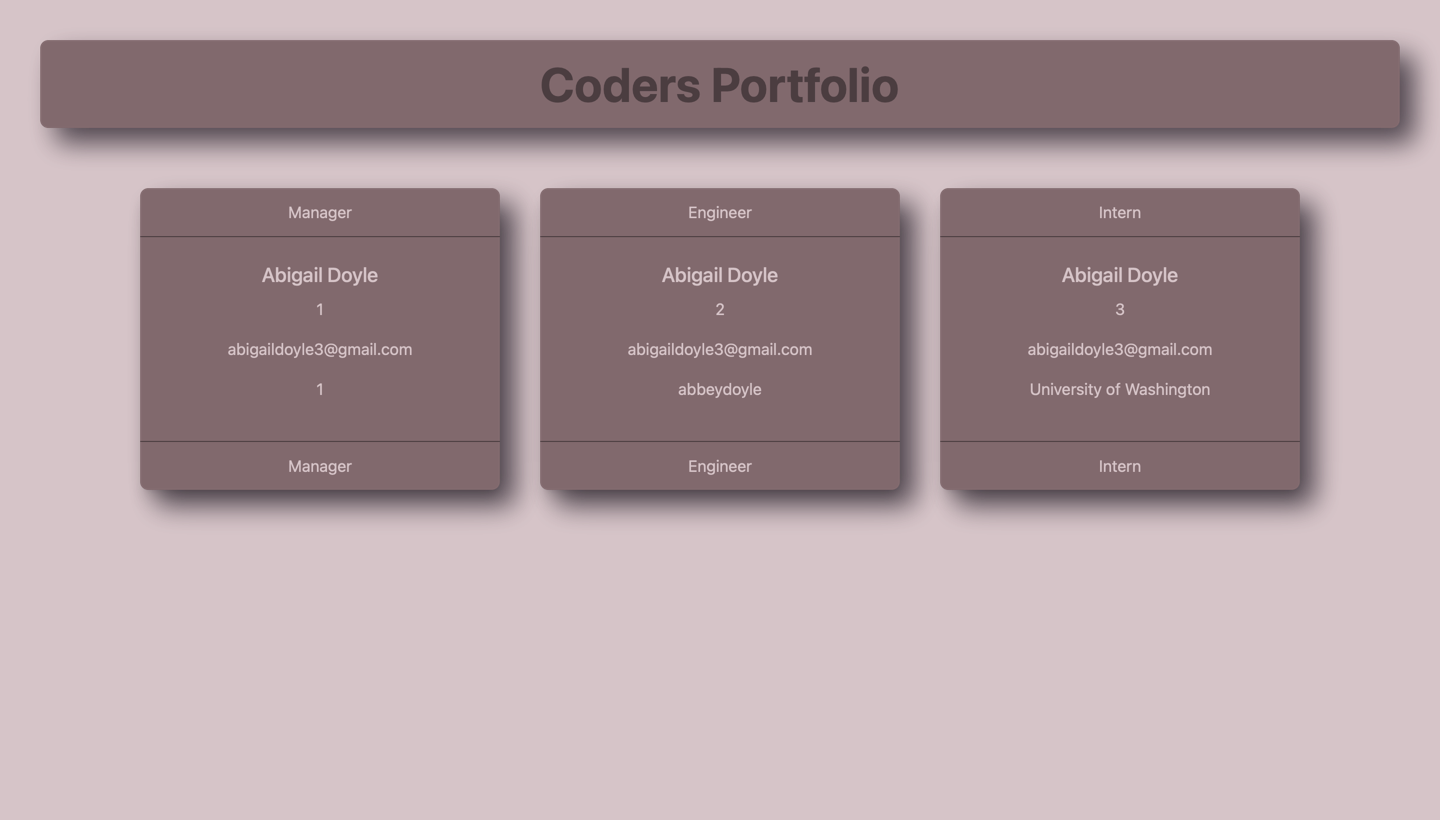 Coders Portfolio
Manager
Abigail Doyle
1
abigaildoyle3@gmail.com
1
Manager
Engineer
Abigail Doyle
2
abigaildoyle3@gmail.com
abbeydoyle
Engineer
Intern
Abigail Doyle
3
abigaildoyle3@gmail.com
University of Washington
Intern